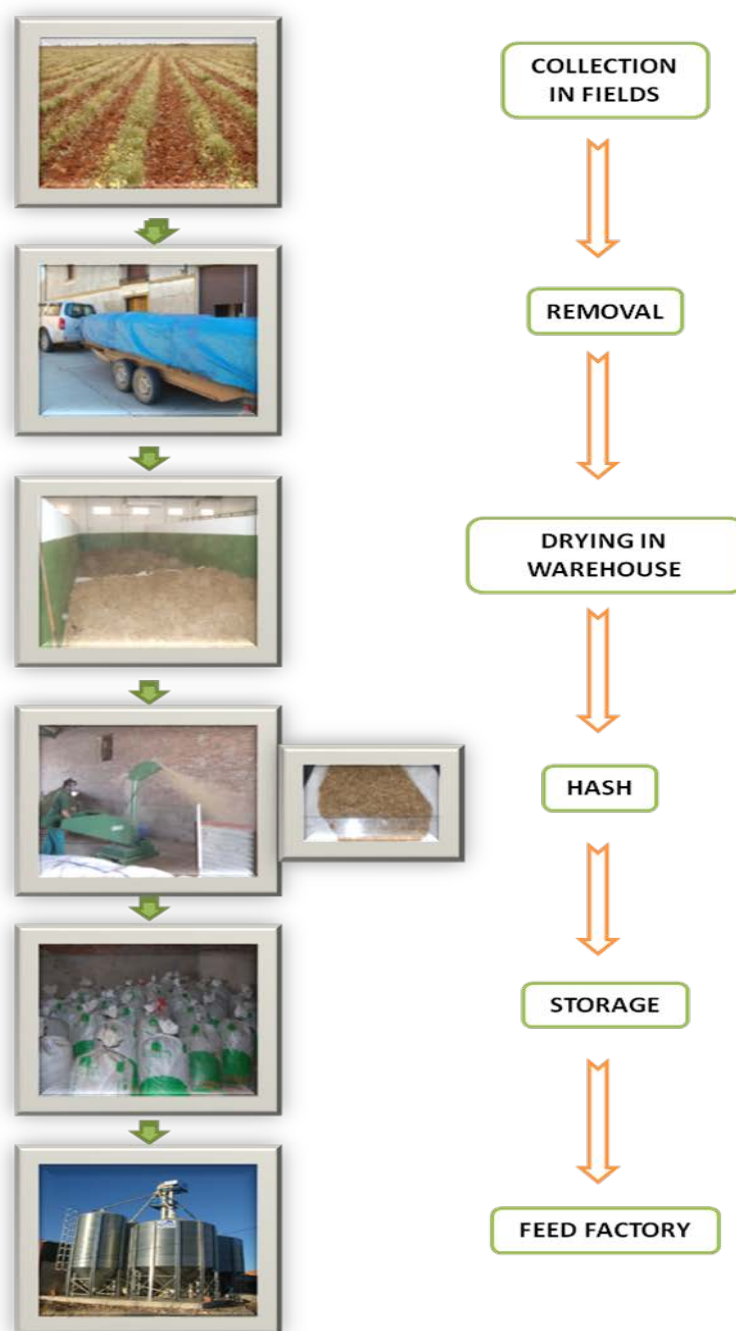 COLLECTION
IN FIELDS
REMOVAL
DRYING IN
WAREHOUSE
HASH
STORAGE
FEED FACTORY